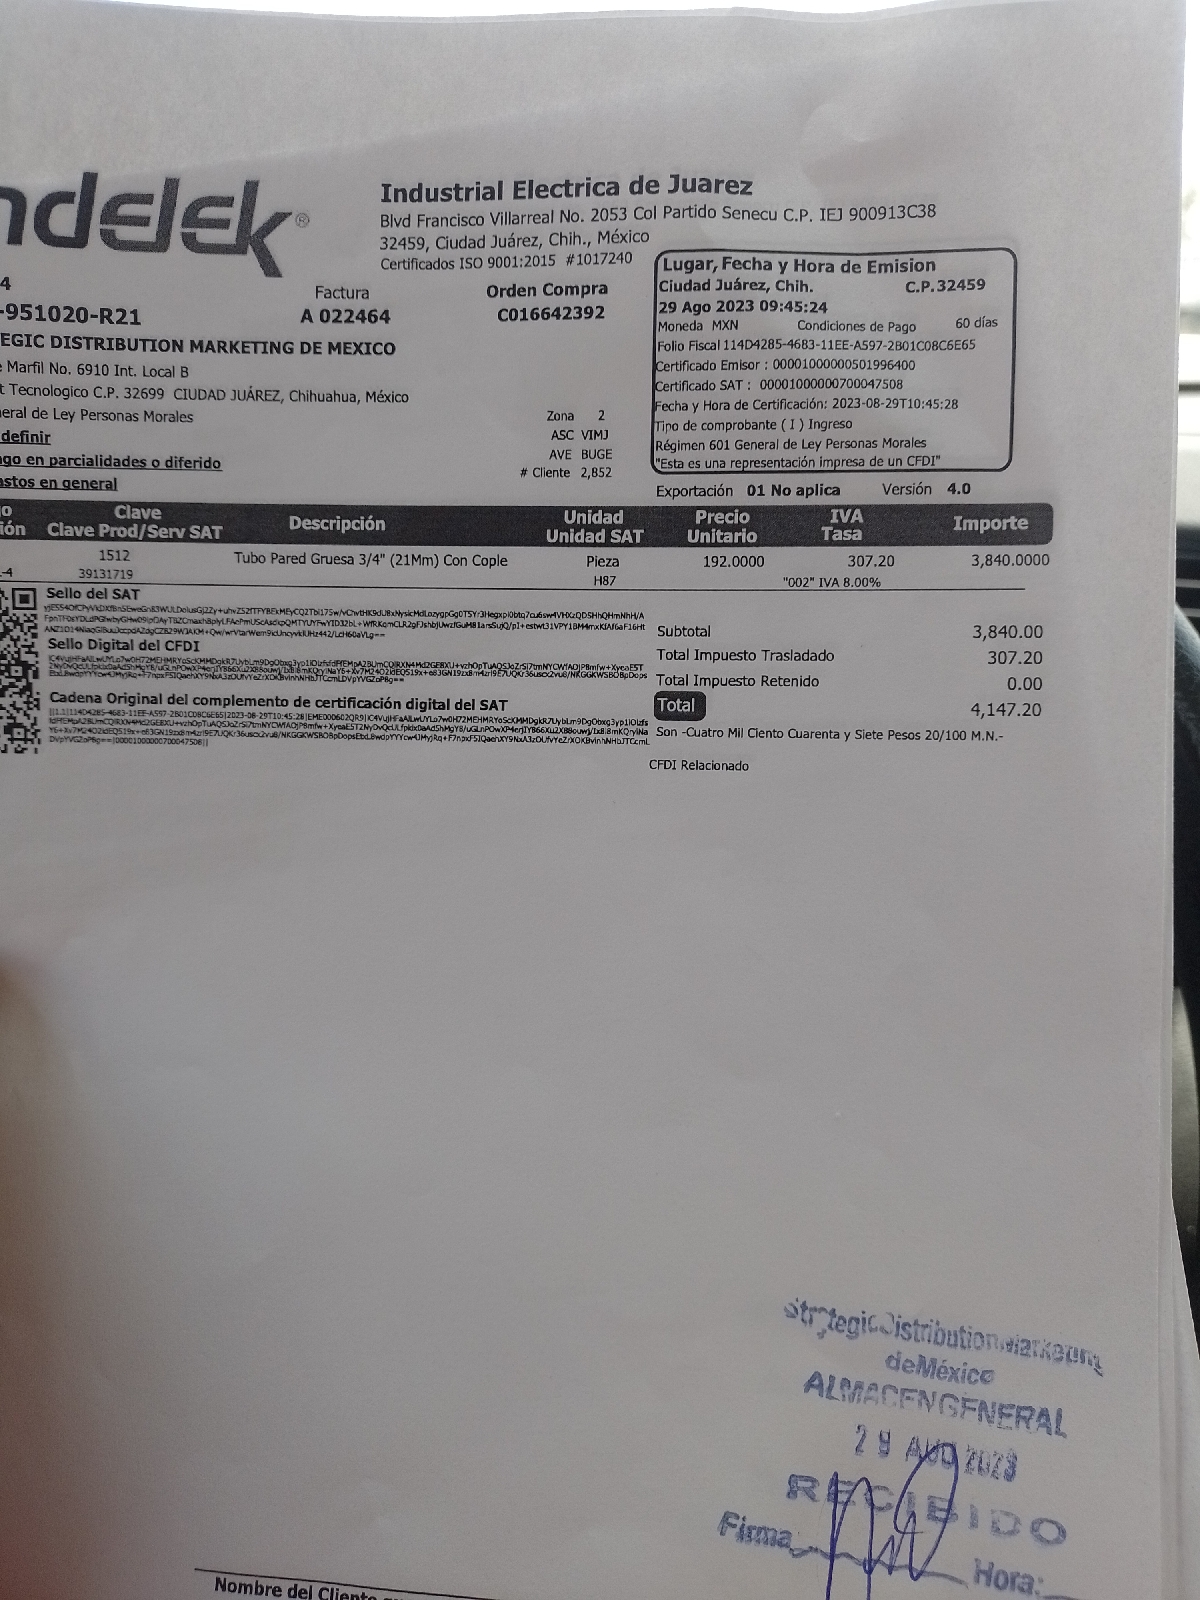 ndelek®
Industrial Electrica de Juarez
Blvd Francisco Villarreal No. 2053 Col Partido Senecu C.P. IEJ 900913C38
32459, Ciudad Juárez, Chih., México
Certificados ISO 9001:2015 #1017240
Lugar, Fecha y Hora de Emision
Ciudad Juárez, Chih. C.P.32459
29 Ago 2023 09:45:24
Moneda MXN Condiciones de Pago 60 días
Folio Fiscal 114D4285-4683-11EE-A597-2B01C08C6E65
Certificado Emisor : 00001000000501996400
Certificado SAT : 00001000000700047508
Fecha y Hora de Certificación: 2023-08-29T10:45:28
Tipo de comprobante ( I ) Ingreso
Régimen 601 General de Ley Personas Morales
"Esta es una representación impresa de un CFDI"
4
Factura Orden Compra
-951020-R21 A 022464 C016642392
EGIC DISTRIBUTION MARKETING DE MEXICO
Marfil No. 6910 Int. Local B
t Tecnologico C.P. 32699 CIUDAD JUÁREZ, Chihuahua, México
neral de Ley Personas Morales
definir
ago en parcialidades o diferido
astos en general
Zona 2
ASC VIMJ
AVE BUGE
# Cliente 2,852
Exportación 01 No aplica Versión 4.0
go Clave Descripción Unidad Precio IVA Importe
ión Clave Prod/Serv SAT Unidad SAT Unitario Tasa
1512 Tubo Pared Gruesa 3/4" (21Mm) Con Cople Pieza 192.0000 307.20 3,840.0000
-4 39131719 H87 "002" IVA 8.00%
Sello del SAT
Sello Digital del CFDI
Cadena Original del complemento de certificación digital del SAT
Subtotal 3,840.00
Total Impuesto Trasladado 307.20
Total Impuesto Retenido 0.00
Total 4,147.20
Son -Cuatro Mil Ciento Cuarenta y Siete Pesos 20/100 M.N.-
CFDI Relacionado
Strategic Distribution Marketing
de México
ALMACEN GENERAL
29 AUG 2023
RECIBIDO
Firma Hora:
Nombre del Cliente